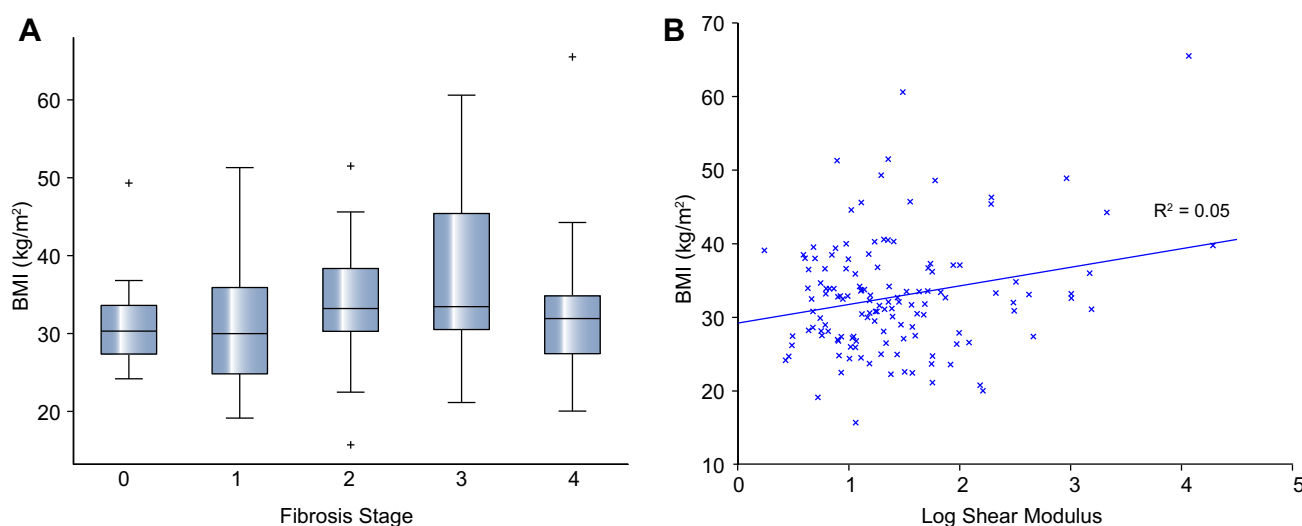 A
BMI (kg/m²)
60
50
40
30
20
0 1 2 3 4
Fibrosis Stage
B
BMI (kg/m²)
70
60
50
40
30
20
10
R² = 0.05
0 1 2 3 4 5
Log Shear Modulus